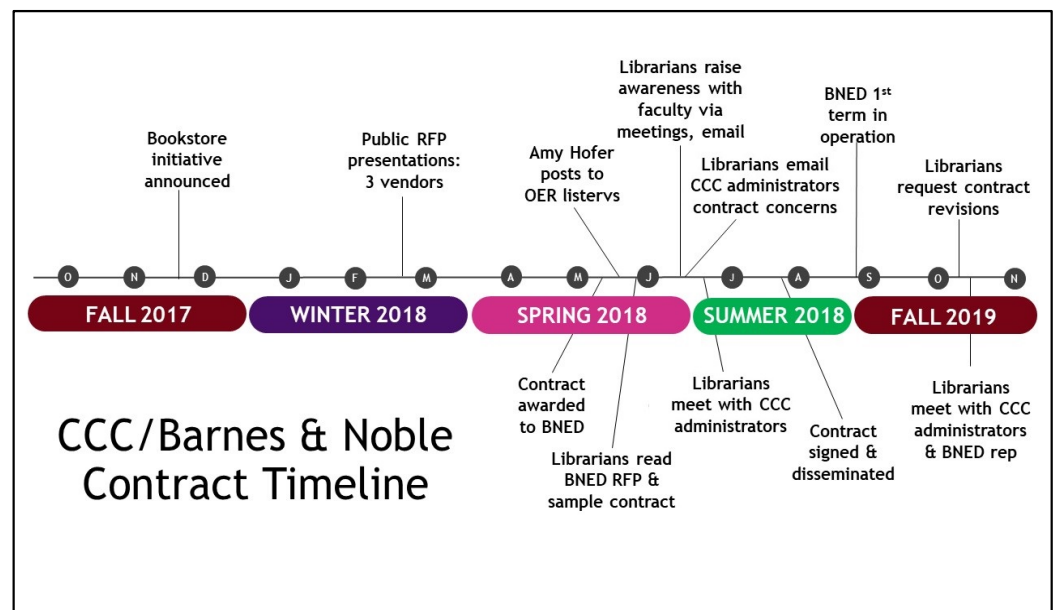 Bookstore
initiative
announced
Public RFP
presentations:
3 vendors
Amy Hofer
posts to
OER listervs
Librarians raise
awareness with
faculty via
meetings, email
Librarians email
CCC administrators
contract concerns
BNED 1st
term in
operation
Librarians
request contract
revisions
O N D J F M A M J J A S O N
FALL 2017 WINTER 2018 SPRING 2018 SUMMER 2018 FALL 2019
Contract
awarded
to BNED
Librarians read
BNED RFP &
sample contract
Librarians
meet with CCC
administrators
Contract
signed &
disseminated
Librarians
meet with CCC
administrators
& BNED rep
CCC/Barnes & Noble
Contract Timeline